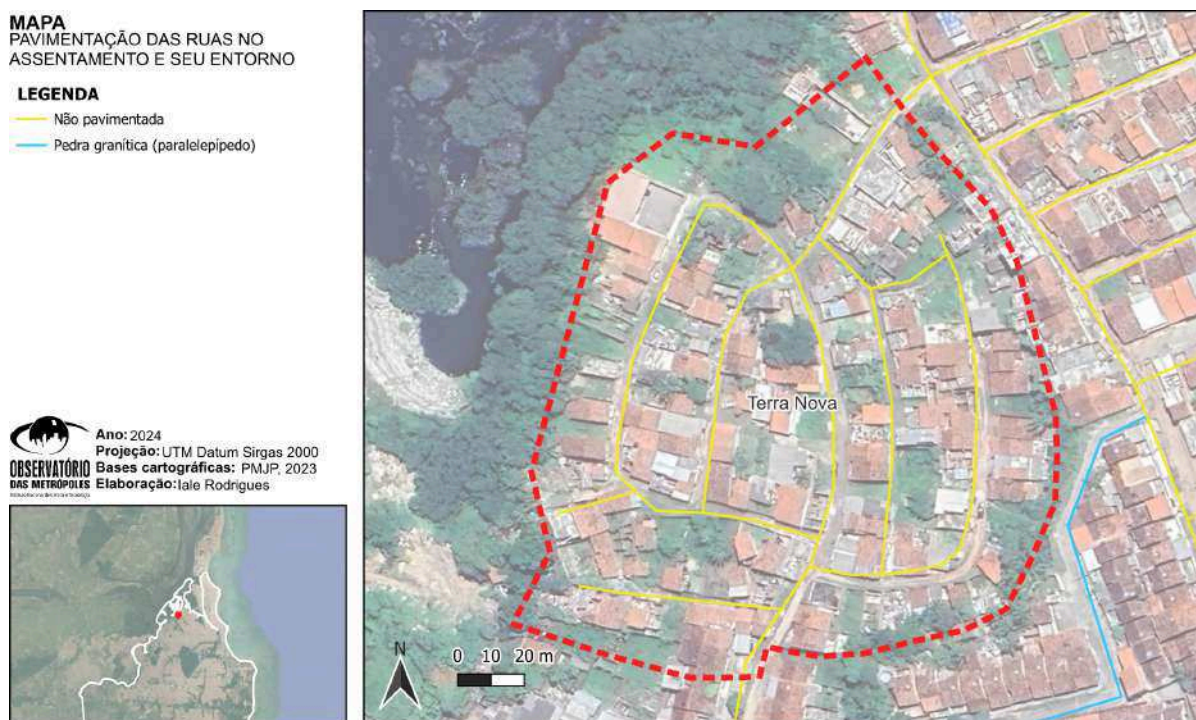 MAPA
PAVIMENTAÇÃO DAS RUAS NO
ASSENTAMENTO E SEU ENTORNO
LEGENDA
Não pavimentada
Pedra granítica (paralelepípedo)
OBSERVATÓRIO
DAS METRÓPOLES
Ano: 2024
Projeção: UTM Datum Sirgas 2000
Bases cartográficas: PMJP, 2023
Elaboração: Iale Rodrigues
Terra Nova
N
0 10 20 m